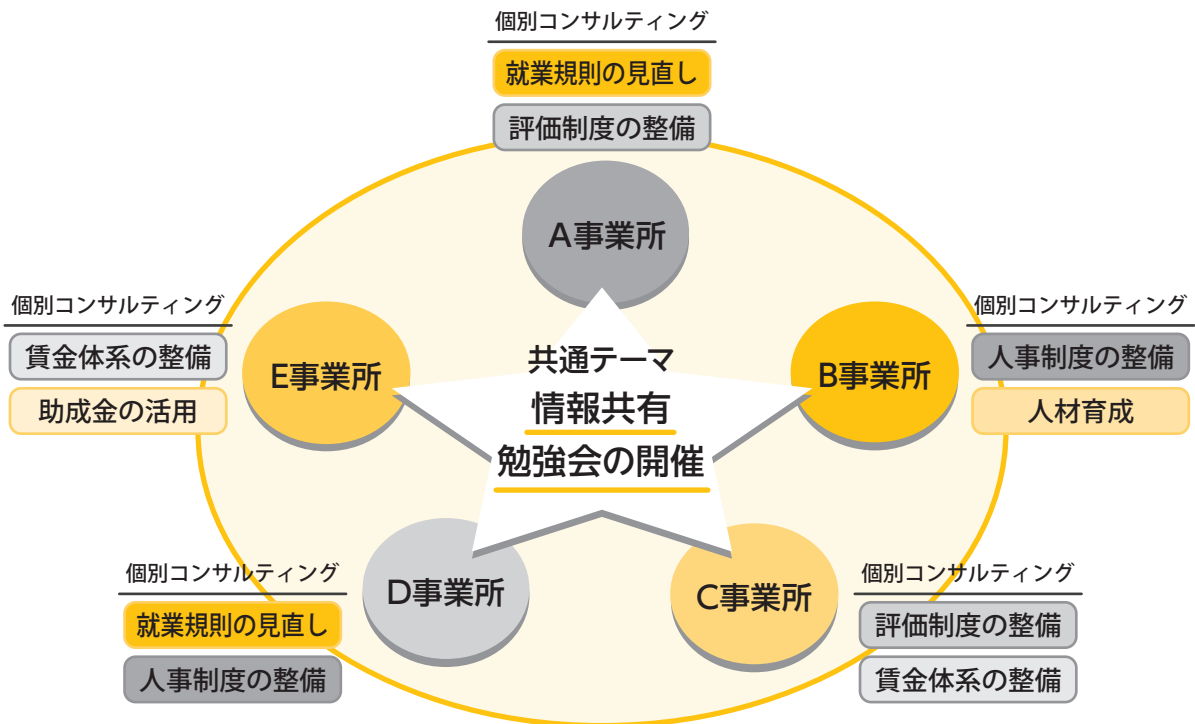 個別コンサルティング
就業規則の見直し
評価制度の整備
A事業所
個別コンサルティング
賃金体系の整備
助成金の活用
E事業所
共通テーマ
情報共有
勉強会の開催
B事業所
個別コンサルティング
人事制度の整備
人材育成
個別コンサルティング
就業規則の見直し
人事制度の整備
D事業所
C事業所
個別コンサルティング
評価制度の整備
賃金体系の整備